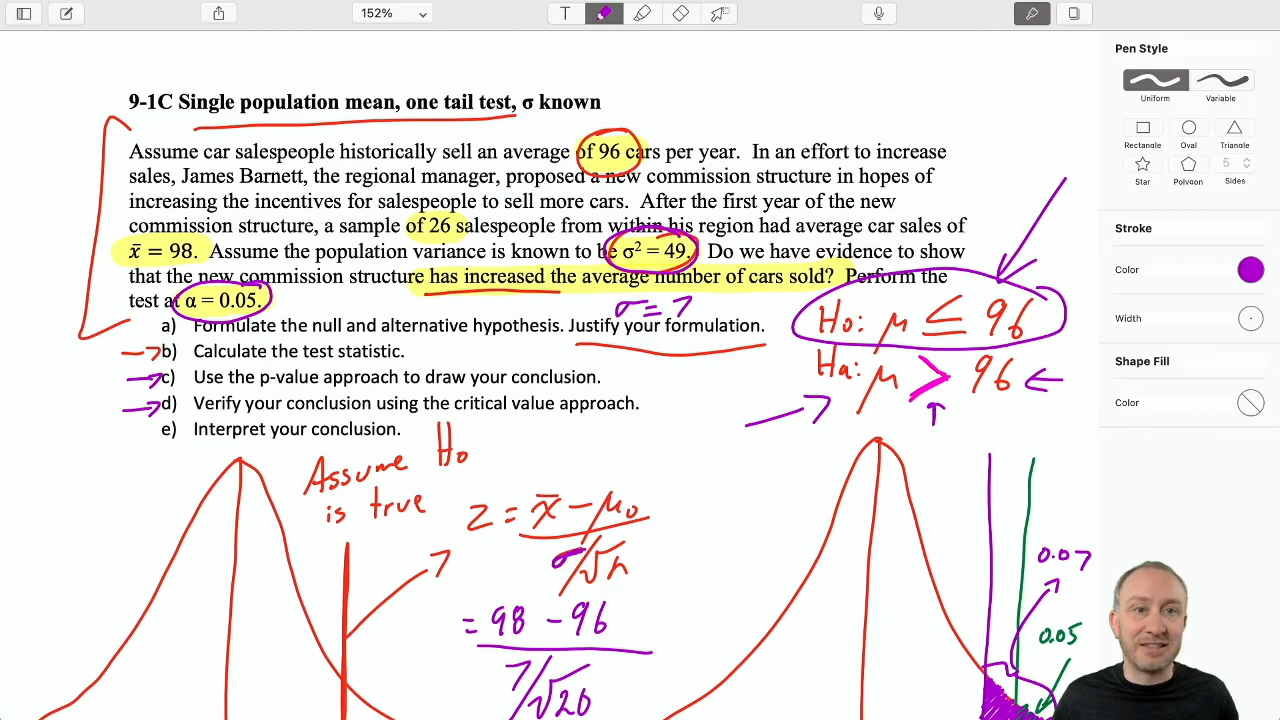 152%
T
Pen Style
Uniform
Variable
Rectangle
Oval
Triangle
Star
Polygon
5
Sides
Stroke
Color
Width
Shape Fill
Color
9-1C Single population mean, one tail test, σ known
Assume car salespeople historically sell an average of 96 cars per year. In an effort to increase
sales, James Barnett, the regional manager, proposed a new commission structure in hopes of
increasing the incentives for salespeople to sell more cars. After the first year of the new
commission structure, a sample of 26 salespeople from within his region had average car sales of
x̄ = 98. Assume the population variance is known to be σ² = 49. Do we have evidence to show
that the new commission structure has increased the average number of cars sold? Perform the
test at α = 0.05.
σ = 7
a) Formulate the null and alternative hypothesis. Justify your formulation.
b) Calculate the test statistic.
c) Use the p-value approach to draw your conclusion.
d) Verify your conclusion using the critical value approach.
e) Interpret your conclusion.
Ho: μ ≤ 96
Ha: μ > 96
Assume Ho
is true
z = x̄ - μ0
σ/√n
= 98 - 96
7/√26
0.07
0.05